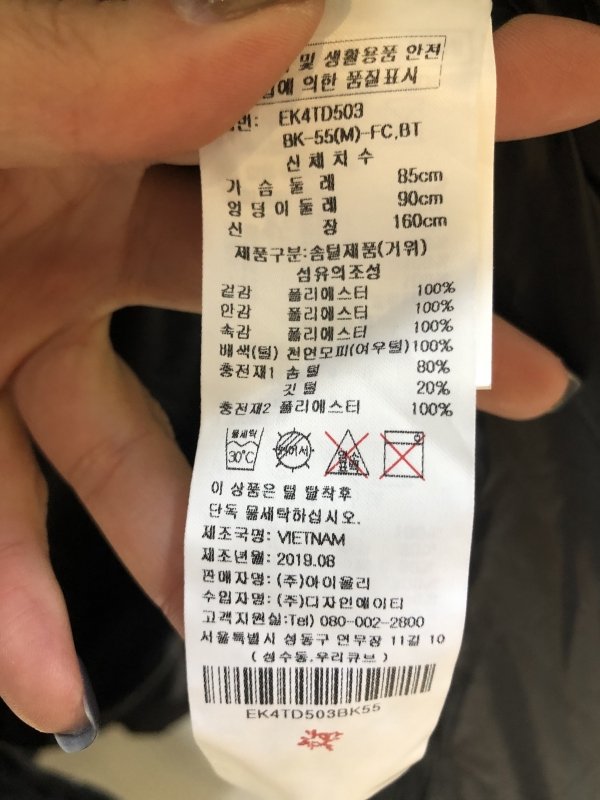 및 생활용품 안전
에 의한 품질표시
번: EK4TD503
BK-55(M)-FC,BT
신체치수
가슴둘레 85cm
엉덩이둘레 90cm
신장 160cm
제품구분:솜털제품(거위)
섬유의조성
겉감 폴리에스터 100%
안감 폴리에스터 100%
속감 폴리에스터 100%
배색(털) 천연모피(여우털) 100%
충전재1 솜털 80%
깃털 20%
충전재2 폴리에스터 100%
물세탁 30℃
염소표백
이 상품은 털 탈착후
단독 물세탁하십시오.
제조국명: VIETNAM
제조년월: 2019.08
판매자명: (주)아이올리
수입자명: (주)디자인에이티
고객지원실:Tel) 080-002-2800
서울특별시 성동구 연무장 11길 10
(성수동,우리큐브)
EK4TD503BK55